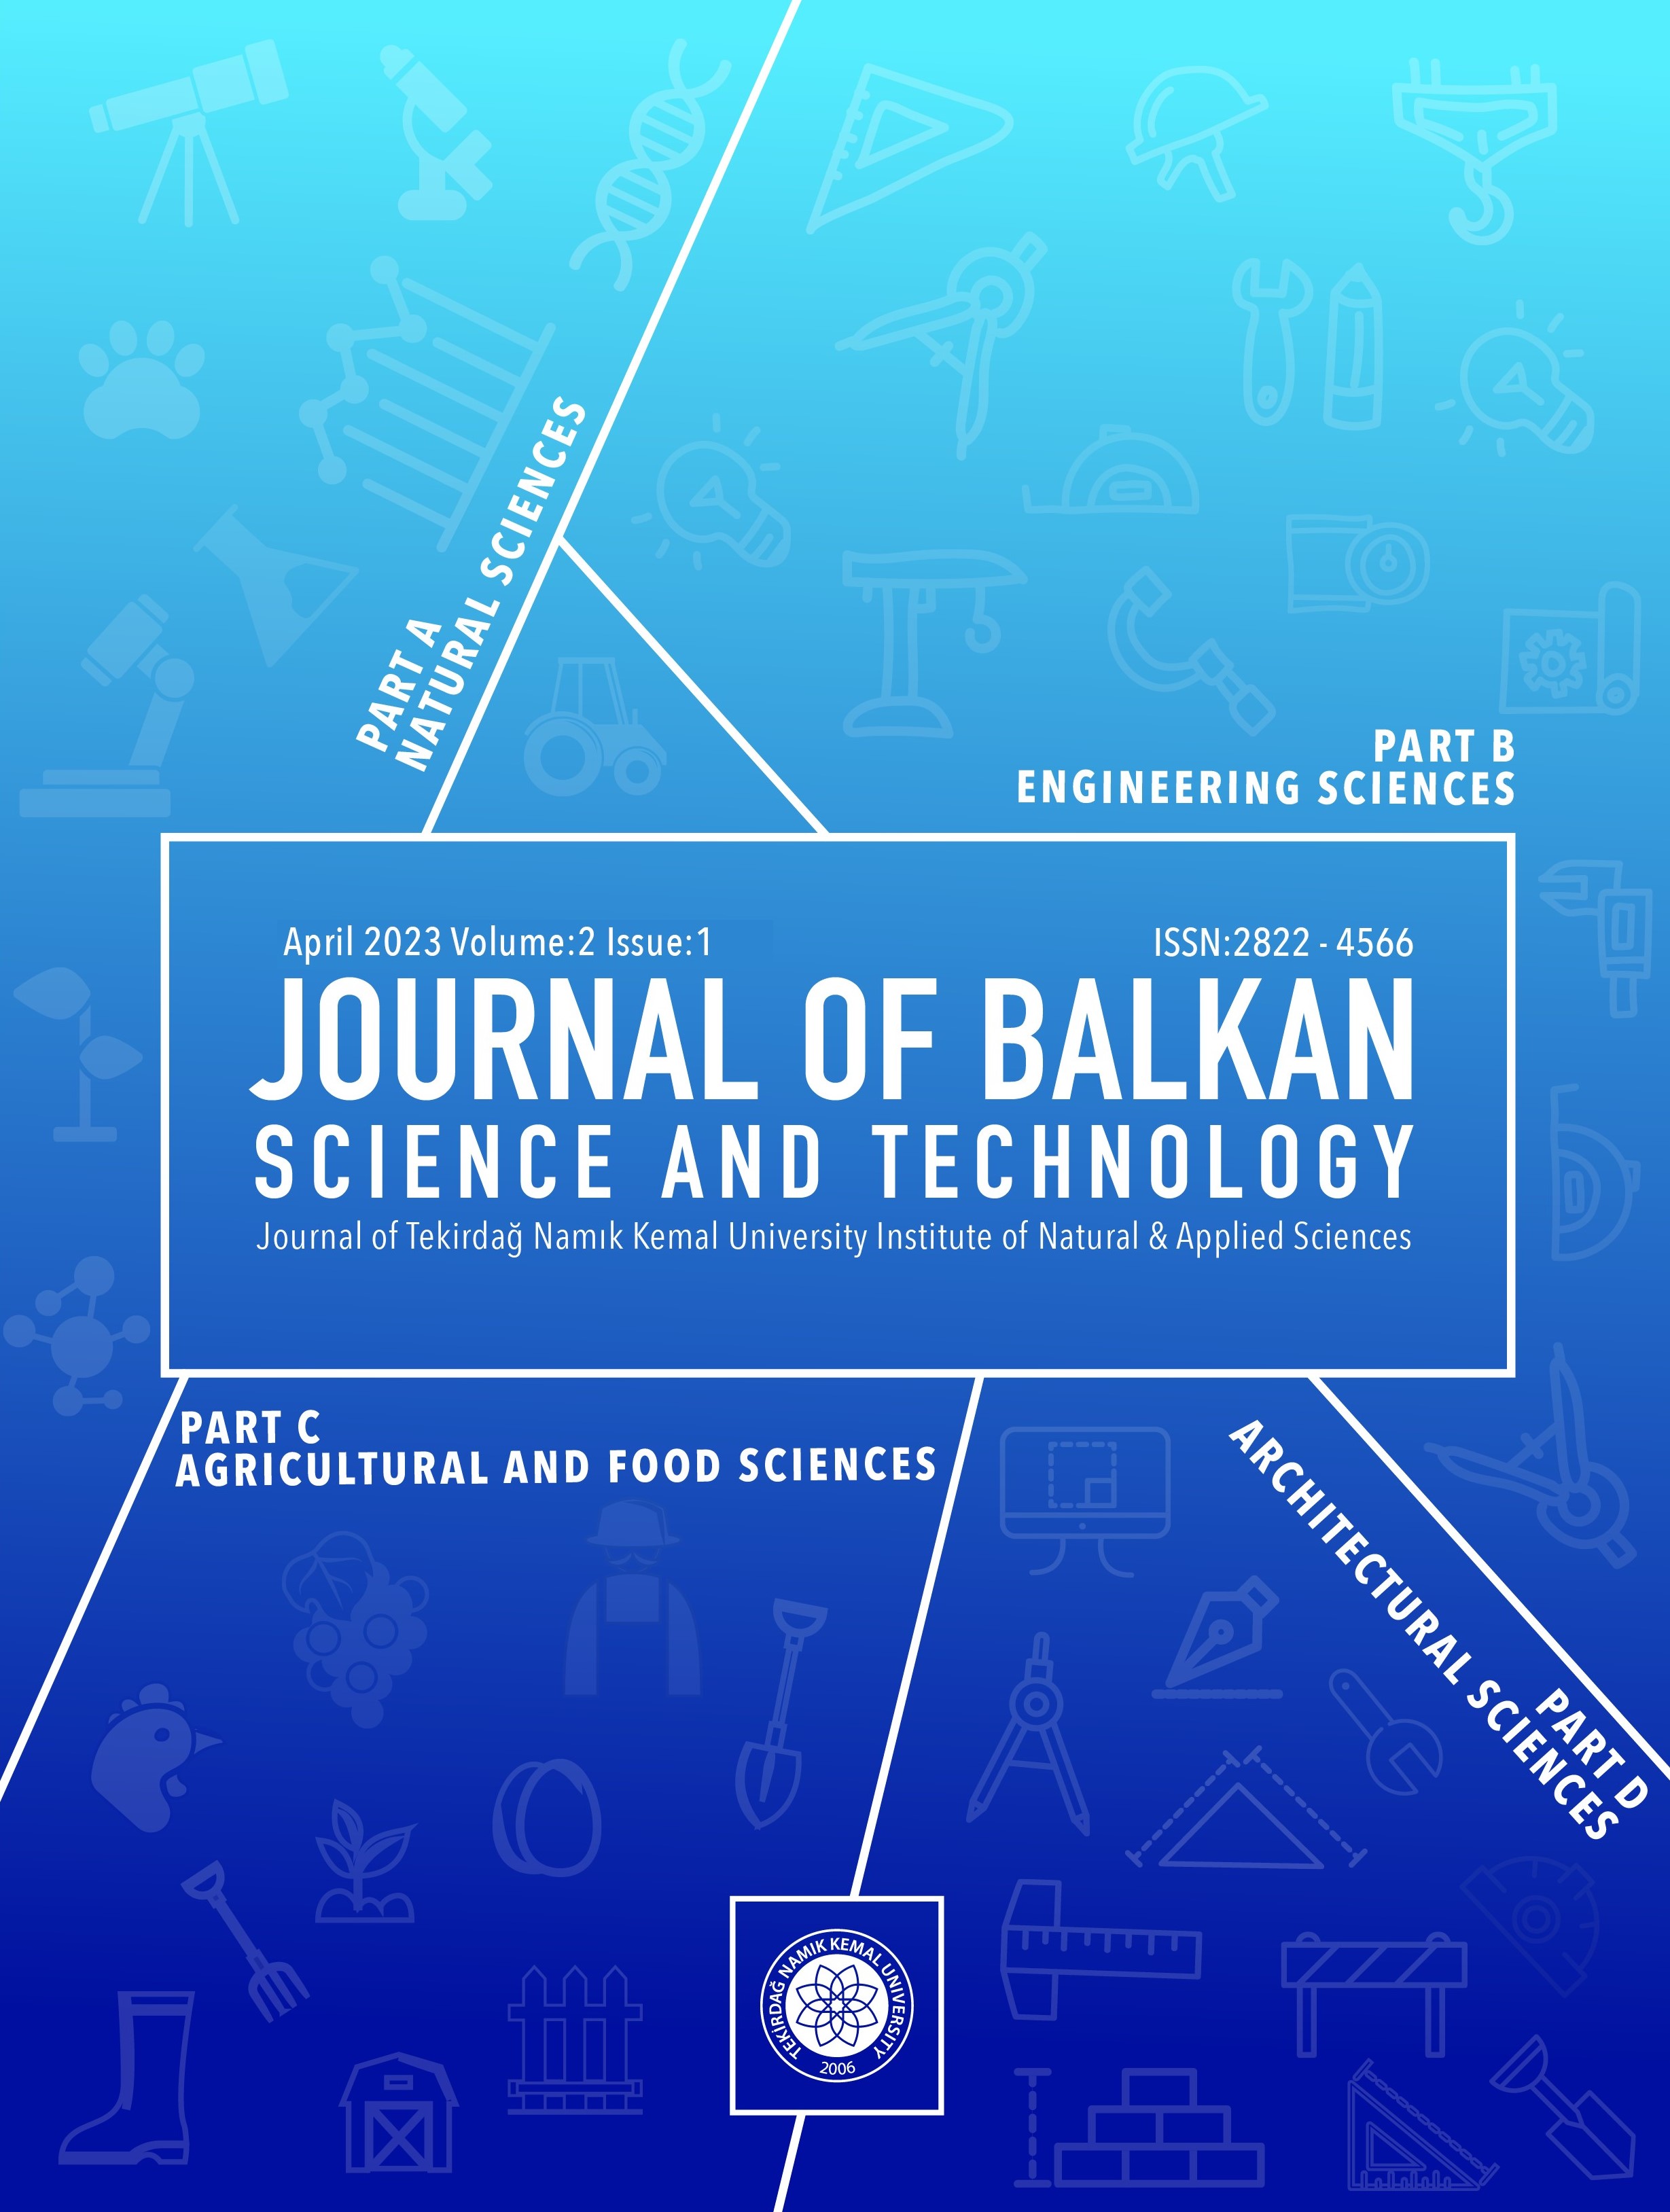 PART A
NATURAL SCIENCES
PART B
ENGINEERING SCIENCES
April 2023 Volume:2 Issue:1
ISSN:2822 - 4566
JOURNAL OF BALKAN
SCIENCE AND TECHNOLOGY
Journal of Tekirdağ Namık Kemal University Institute of Natural & Applied Sciences
PART C
AGRICULTURAL AND FOOD SCIENCES
PART D
ARCHITECTURAL SCIENCES
TEKİRDAĞ NAMIK KEMAL UNIVERSITY
2006